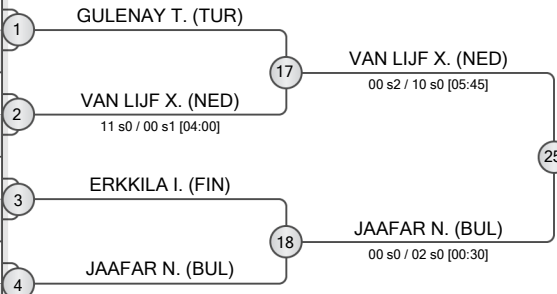 GULENAY T. (TUR)
1
17
VAN LIJF X. (NED)
00 s2 / 10 s0 [05:45]
2
VAN LIJF X. (NED)
11 s0 / 00 s1 [04:00]
25
3
ERKKILA I. (FIN)
18
JAAFAR N. (BUL)
00 s0 / 02 s0 [00:30]
4
JAAFAR N. (BUL)